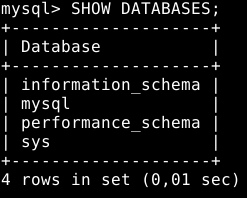 mysql> SHOW DATABASES;
+--------------------+
| Database           |
+--------------------+
| information_schema |
| mysql              |
| performance_schema |
| sys                |
+--------------------+
4 rows in set (0,01 sec)